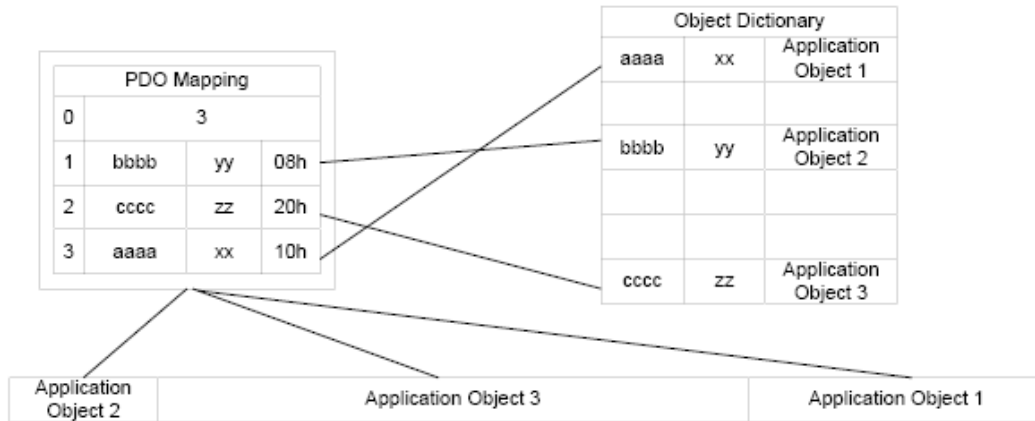 Object Dictionary
aaaa xx Application
Object 1
bbbb yy Application
Object 2
cccc zz Application
Object 3
PDO Mapping
0 3
1 bbbb yy 08h
2 cccc zz 20h
3 aaaa xx 10h
Application
Object 2
Application Object 3
Application Object 1